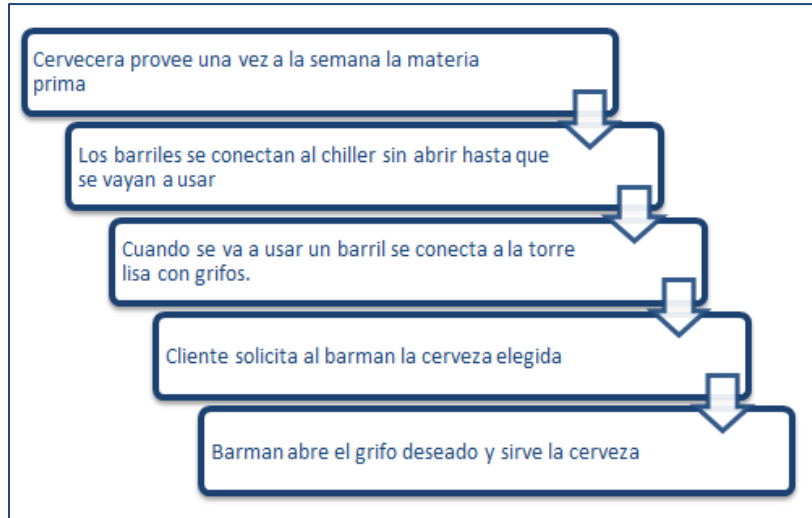 Cervecera provee una vez a la semana la materia
prima
Los barriles se conectan al chiller sin abrir hasta que
se vayan a usar
Cuando se va a usar un barril se conecta a la torre
lisa con grifos.
Cliente solicita al barman la cerveza elegida
Barman abre el grifo deseado y sirve la cerveza